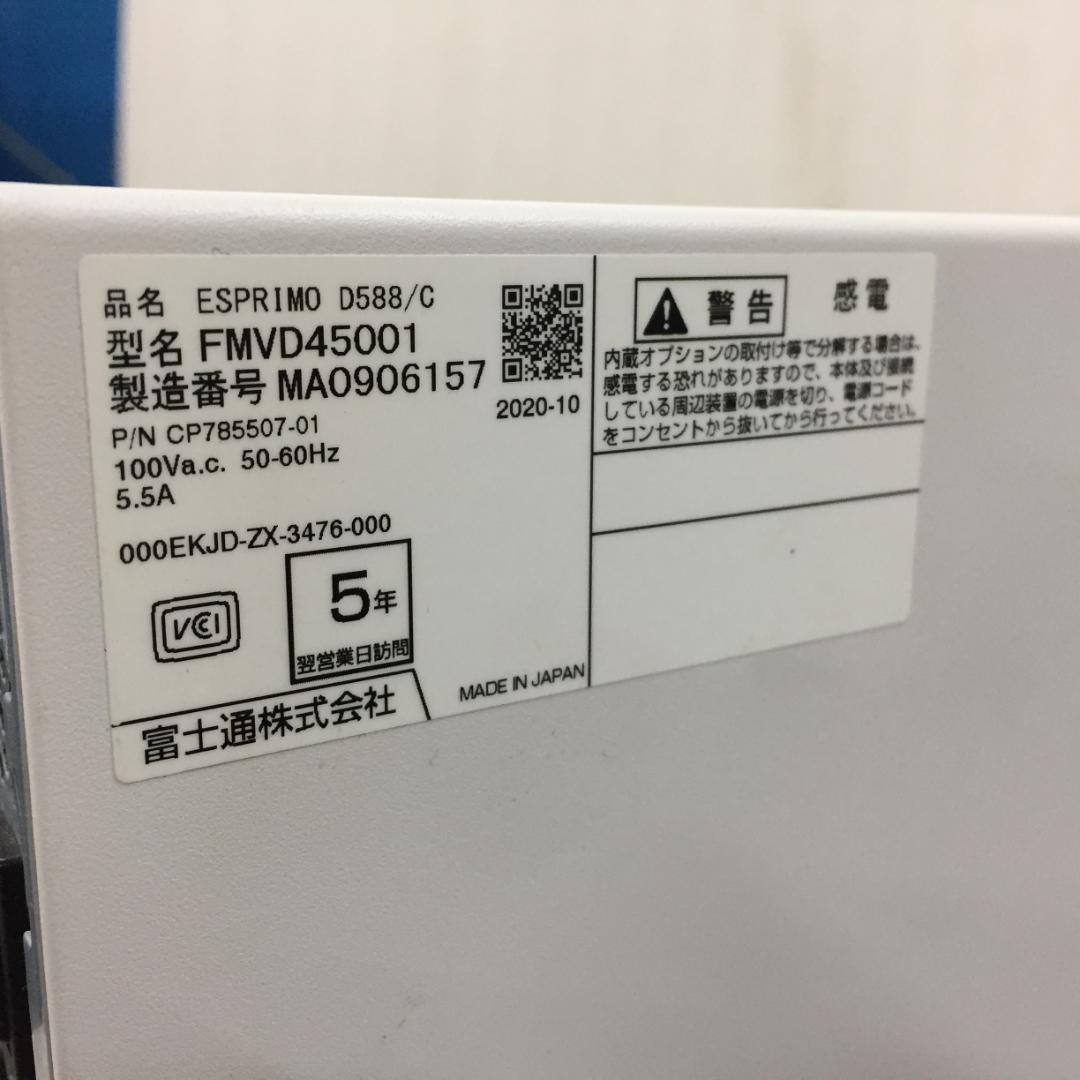 品名 ESPRIMO D588/C
型名 FMVD45001
製造番号 MA0906157
2020-10
P/N CP785507-01
100Va.c. 50-60Hz
5.5A
000EKJD-ZX-3476-000
VCCI
5年
翌営業日訪問
MADE IN JAPAN
富士通株式会社
警告 感電
内蔵オプションの取付け等で分解する場合は、
感電する恐れがありますので、本体及び接続
している周辺装置の電源を切り、電源コード
をコンセントから抜いてから行ってください。